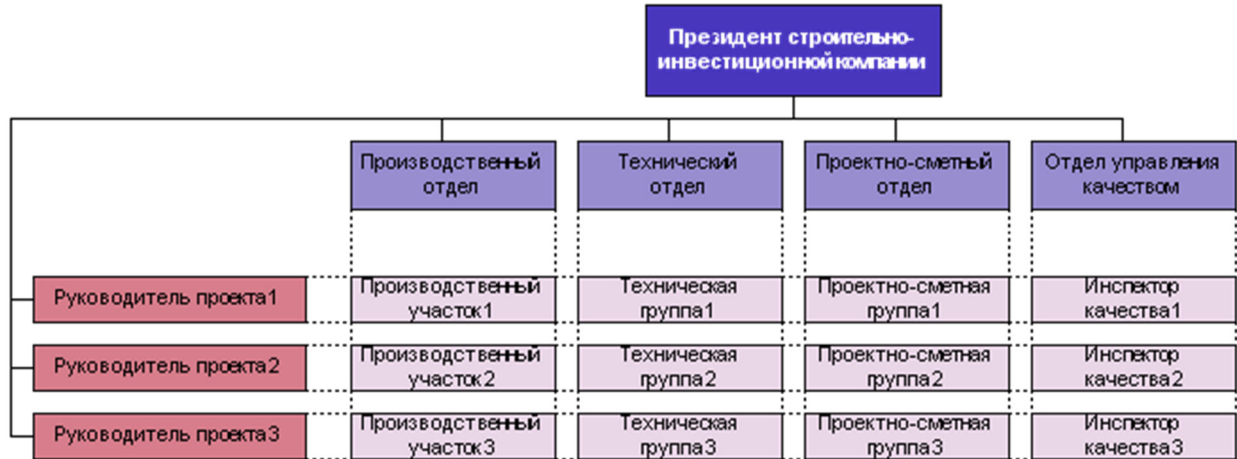 Президент строительно-
инвестиционной компании
Производственный
отдел
Технический
отдел
Проектно-сметный
отдел
Отдел управления
качеством
Руководитель проекта1
Производственный
участок1
Техническая
группа1
Проектно-сметная
группа1
Инспектор
качества1
Руководитель проекта2
Производственный
участок2
Техническая
группа2
Проектно-сметная
группа2
Инспектор
качества2
Руководитель проекта3
Производственный
участок3
Техническая
группа3
Проектно-сметная
группа3
Инспектор
качества3